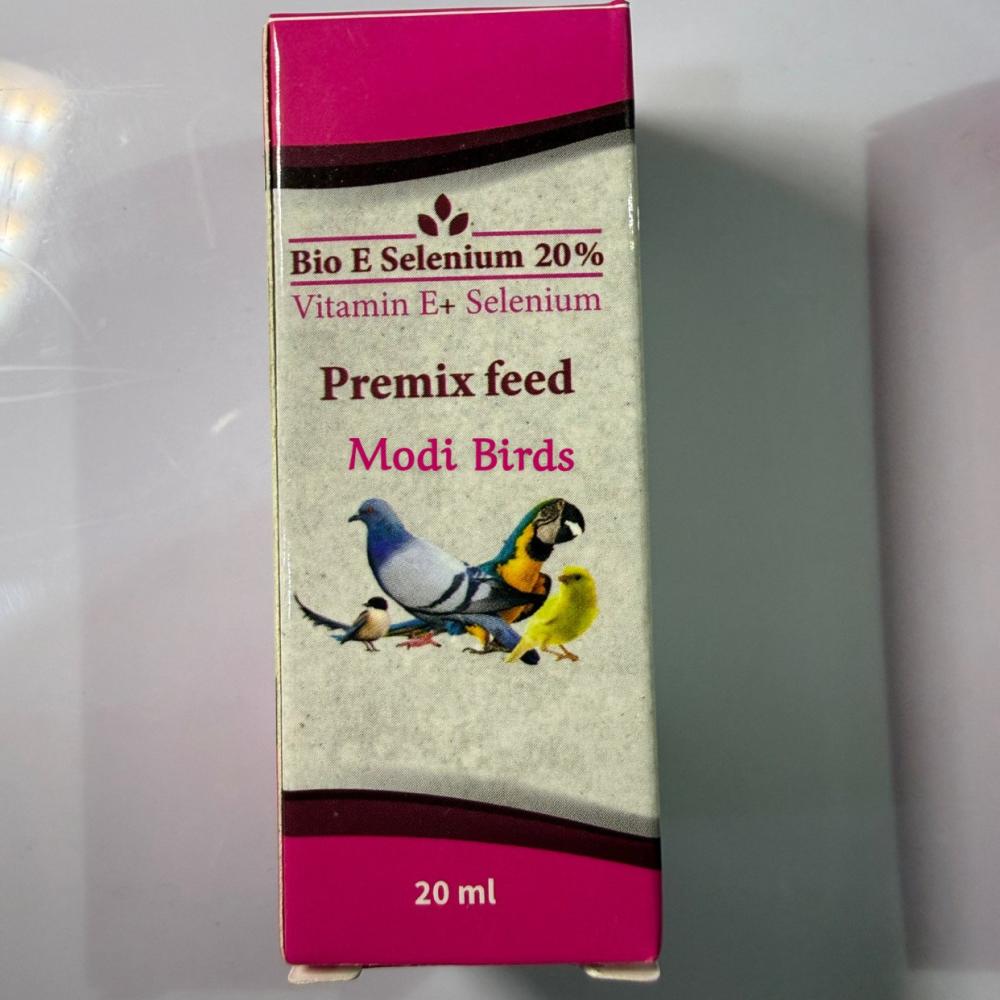 Bio E Selenium 20%
Vitamin E+ Selenium
Premix feed
Modi Birds
20 ml